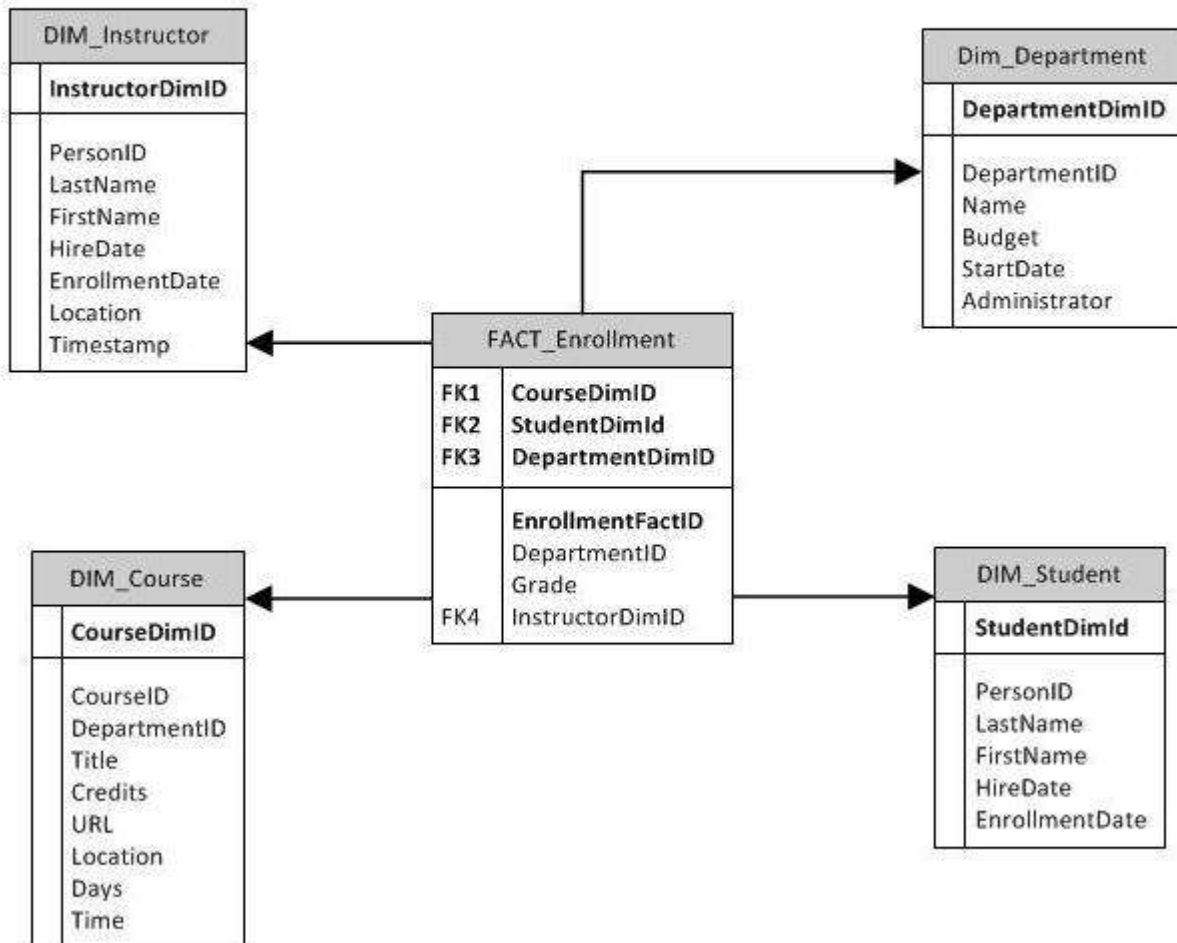 DIM_Instructor
InstructorDimID
PersonID
LastName
FirstName
HireDate
EnrollmentDate
Location
Timestamp
Dim_Department
DepartmentDimID
DepartmentID
Name
Budget
StartDate
Administrator
FACT_Enrollment
FK1 CourseDimID
FK2 StudentDimId
FK3 DepartmentDimID
EnrollmentFactID
DepartmentID
Grade
FK4 InstructorDimID
DIM_Course
CourseDimID
CourseID
DepartmentID
Title
Credits
URL
Location
Days
Time
DIM_Student
StudentDimId
PersonID
LastName
FirstName
HireDate
EnrollmentDate